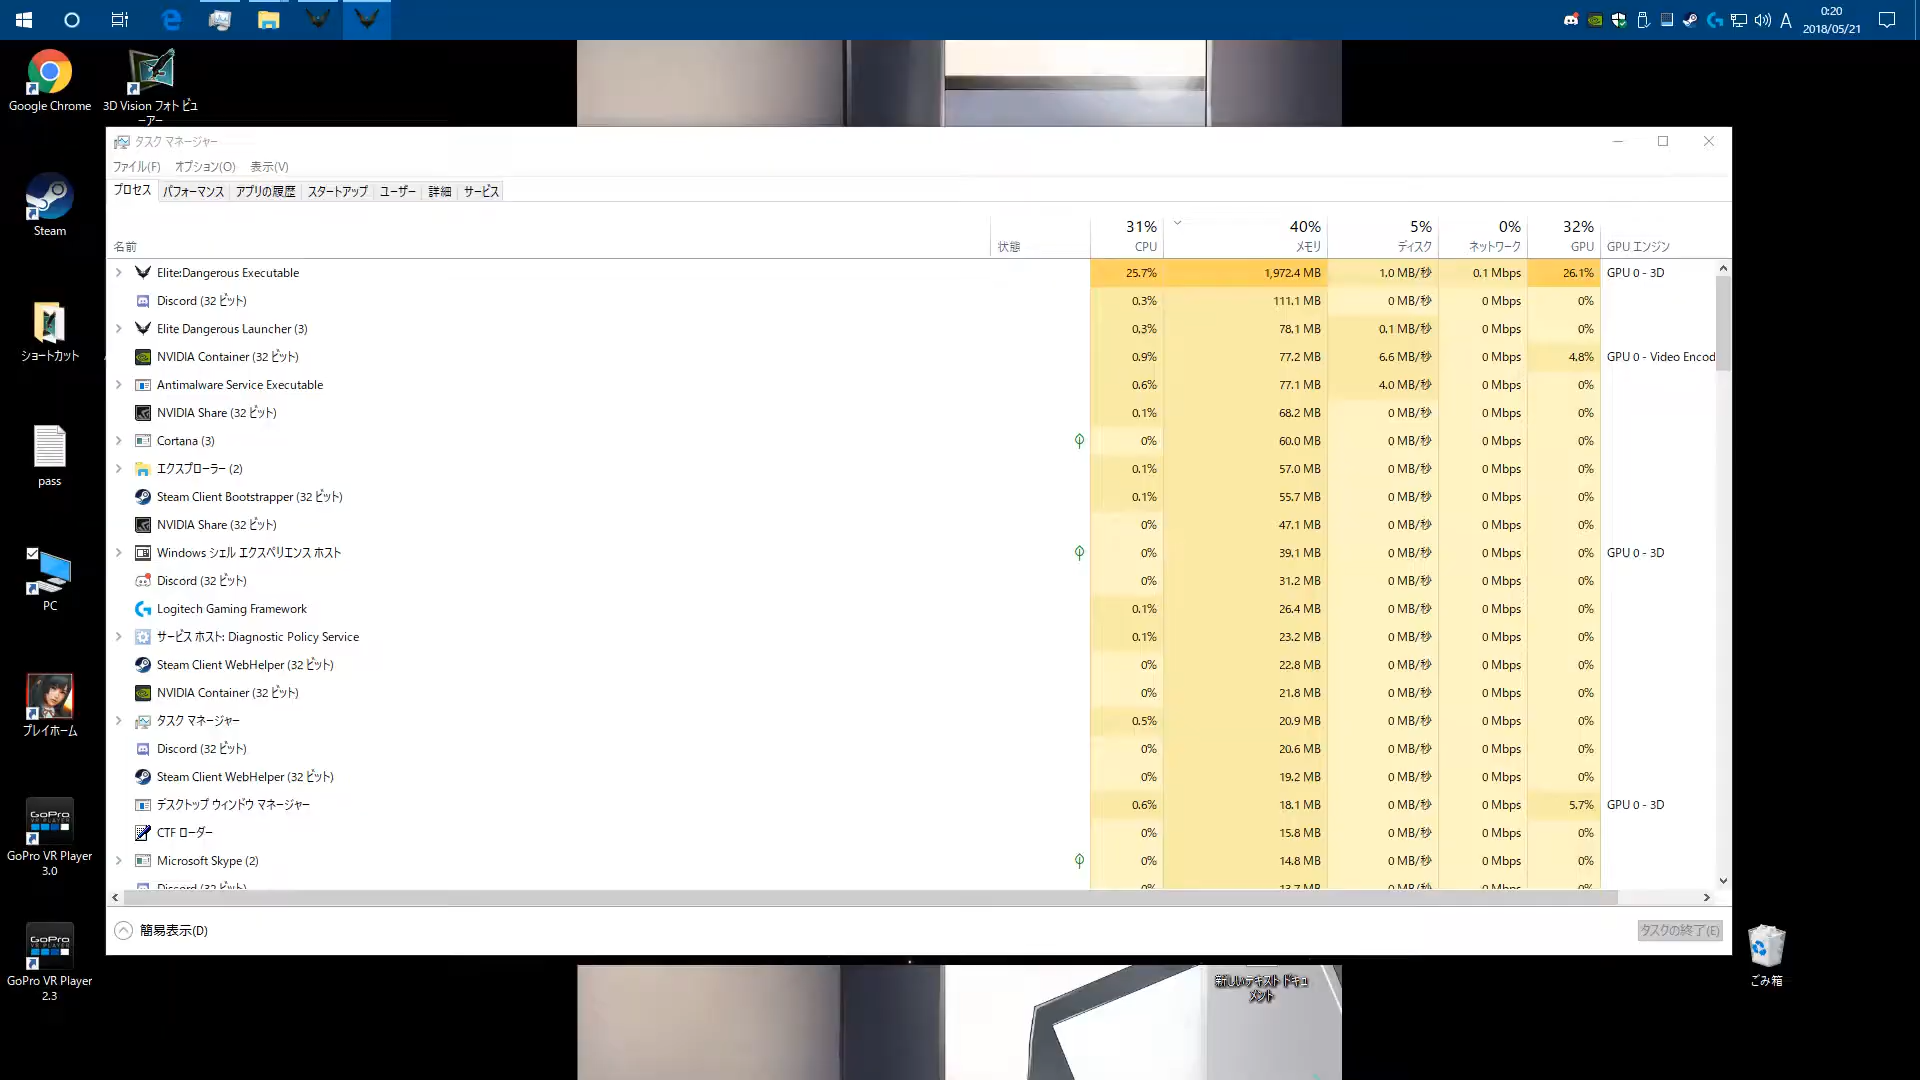 0:20
2018/05/21
A
Google Chrome
3D Vision フォト ビュ
ーアー
Steam
ショートカット
pass
PC
プレイホーム
GoPro VR Player
3.0
GoPro VR Player
2.3
タスク マネージャー
ファイル(F) オプション(O) 表示(V)
プロセス パフォーマンス アプリの履歴 スタートアップ ユーザー 詳細 サービス
31% 40% 5% 0% 32%
名前 状態 CPU メモリ ディスク ネットワーク GPU GPU エンジン
Elite:Dangerous Executable 25.7% 1,972.4 MB 1.0 MB/秒 0.1 Mbps 26.1% GPU 0 - 3D
Discord (32 ビット) 0.3% 111.1 MB 0 MB/秒 0 Mbps 0%
Elite Dangerous Launcher (3) 0.3% 78.1 MB 0.1 MB/秒 0 Mbps 0%
NVIDIA Container (32 ビット) 0.9% 77.2 MB 6.6 MB/秒 0 Mbps 4.8% GPU 0 - Video Encod
Antimalware Service Executable 0.6% 77.1 MB 4.0 MB/秒 0 Mbps 0%
NVIDIA Share (32 ビット) 0.1% 68.2 MB 0 MB/秒 0 Mbps 0%
Cortana (3) 0% 60.0 MB 0 MB/秒 0 Mbps 0%
エクスプローラー (2) 0.1% 57.0 MB 0 MB/秒 0 Mbps 0%
Steam Client Bootstrapper (32 ビット) 0.1% 55.7 MB 0 MB/秒 0 Mbps 0%
NVIDIA Share (32 ビット) 0% 47.1 MB 0 MB/秒 0 Mbps 0%
Windows シェル エクスペリエンス ホスト 0% 39.1 MB 0 MB/秒 0 Mbps 0% GPU 0 - 3D
Discord (32 ビット) 0% 31.2 MB 0 MB/秒 0 Mbps 0%
Logitech Gaming Framework 0.1% 26.4 MB 0 MB/秒 0 Mbps 0%
サービス ホスト: Diagnostic Policy Service 0.1% 23.2 MB 0 MB/秒 0 Mbps 0%
Steam Client WebHelper (32 ビット) 0% 22.8 MB 0 MB/秒 0 Mbps 0%
NVIDIA Container (32 ビット) 0% 21.8 MB 0 MB/秒 0 Mbps 0%
タスク マネージャー 0.5% 20.9 MB 0 MB/秒 0 Mbps 0%
Discord (32 ビット) 0% 20.6 MB 0 MB/秒 0 Mbps 0%
Steam Client WebHelper (32 ビット) 0% 19.2 MB 0 MB/秒 0 Mbps 0%
デスクトップ ウィンドウ マネージャー 0.6% 18.1 MB 0 MB/秒 0 Mbps 5.7% GPU 0 - 3D
CTF ローダー 0% 15.8 MB 0 MB/秒 0 Mbps 0%
Microsoft Skype (2) 0% 14.8 MB 0 MB/秒 0 Mbps 0%
Discord (32 ビット) 0% 13.7 MB 0 MB/秒 0 Mbps 0%
簡易表示(D) タスクの終了(E)
新しいテキスト ドキュ
メント
ごみ箱